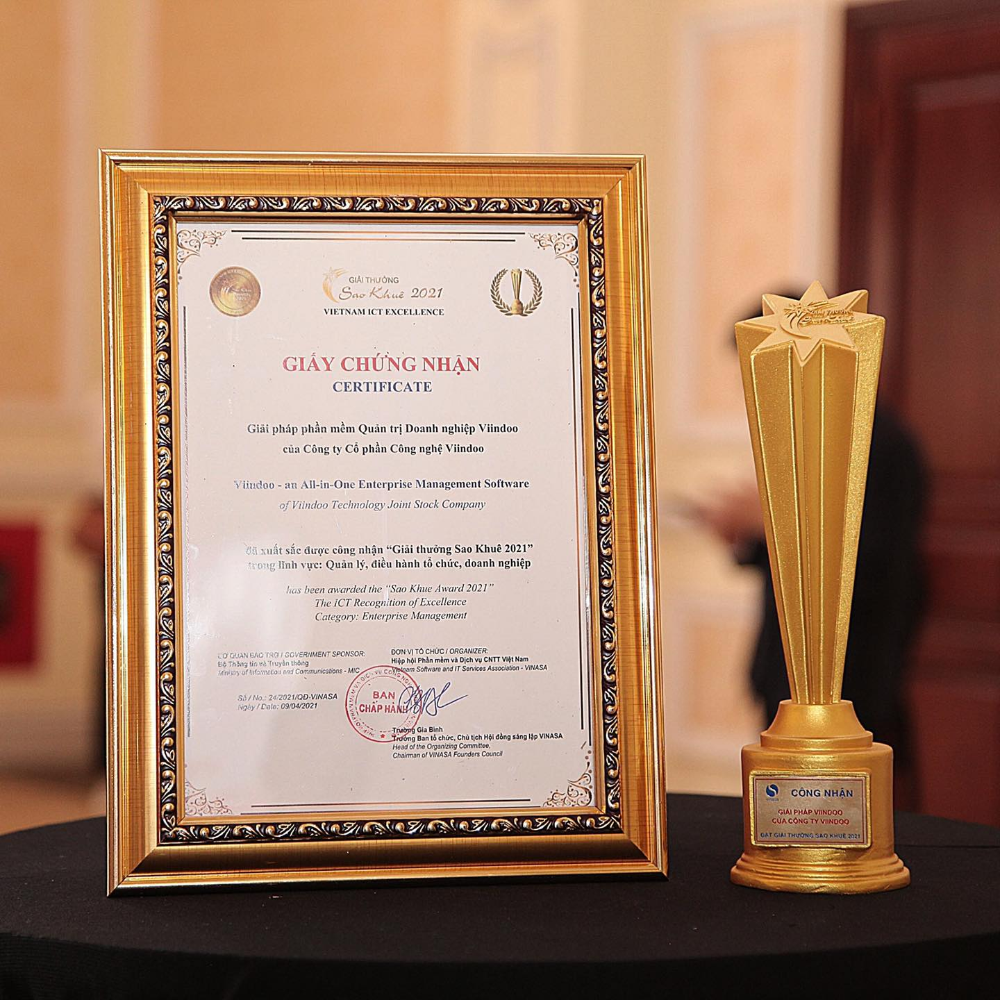 GIẢI THƯỞNG
Sao Khuê 2021
VIETNAM ICT EXCELLENCE
GIẤY CHỨNG NHẬN
CERTIFICATE
Giải pháp phần mềm Quản trị Doanh nghiệp Viindoo
của Công ty Cổ phần Công nghệ Viindoo
Viindoo - an All-in-One Enterprise Management Software
of Viindoo Technology Joint Stock Company
đã xuất sắc được công nhận “Giải thưởng Sao Khuê 2021”
trong lĩnh vực: Quản lý, điều hành tổ chức, doanh nghiệp
has been awarded the “Sao Khue Award 2021”
The ICT Recognition of Excellence
Category: Enterprise Management
CƠ QUAN BẢO TRỢ / GOVERNMENT SPONSOR:
Bộ Thông tin và Truyền thông
Ministry of Information and Communications - MIC
Số / No.: 24/2021/QĐ-VINASA
Ngày / Date: 09/04/2021
ĐƠN VỊ TỔ CHỨC / ORGANIZER:
Hiệp hội Phần mềm và Dịch vụ CNTT Việt Nam
Vietnam Software and IT Services Association - VINASA
BAN
CHẤP HÀNH
Trương Gia Bình
Trưởng Ban tổ chức, Chủ tịch Hội đồng sáng lập VINASA
Head of the Organizing Committee,
Chairman of VINASA Founders Council
GIẢI THƯỞNG
Sao Khuê
VINASA
CÔNG NHẬN
GIẢI PHÁP VIINDOO
CỦA CÔNG TY VIINDOO
ĐẠT GIẢI THƯỞNG SAO KHUÊ 2021